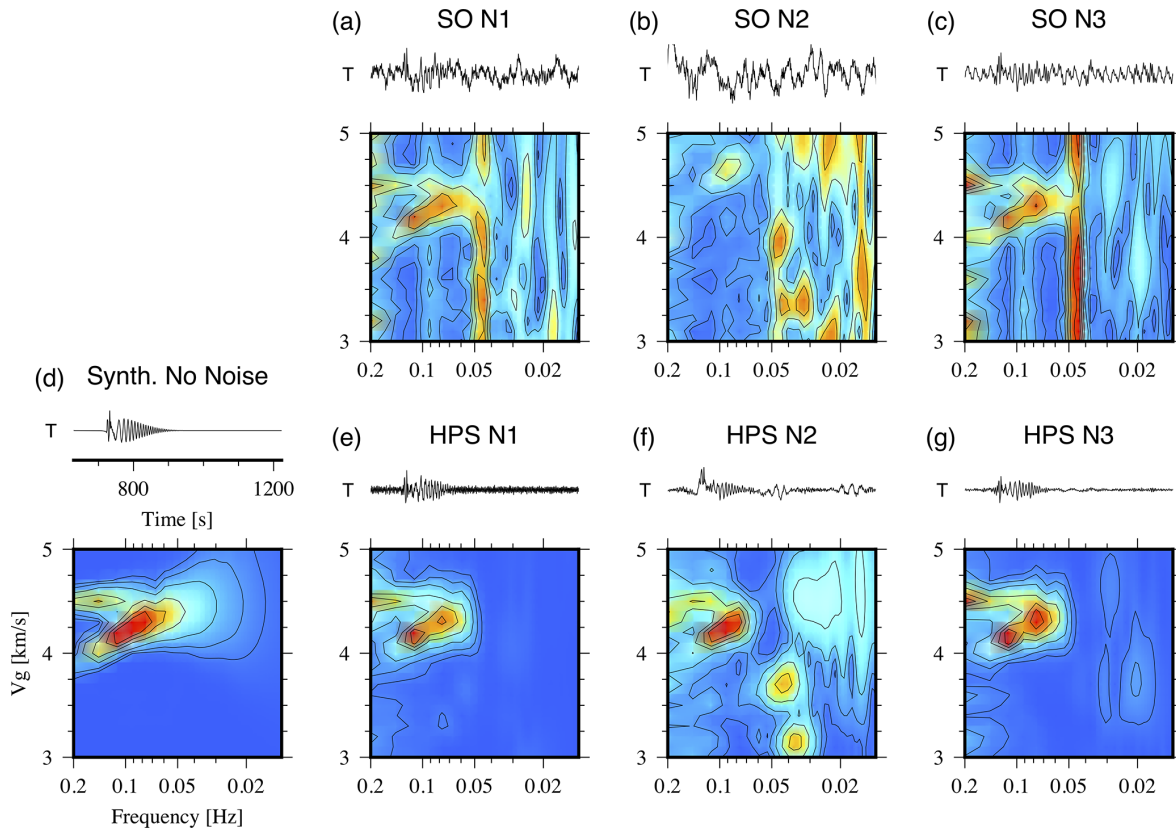 (a) SO N1
(b) SO N2
(c) SO N3
T
T
T
5
4
3
0.2 0.1 0.05 0.02
5
4
3
0.2 0.1 0.05 0.02
5
4
3
0.2 0.1 0.05 0.02
(d) Synth. No Noise
T
800 1200
Time [s]
(e) HPS N1
(f) HPS N2
(g) HPS N3
T
T
T
Vg [km/s]
5
4
3
0.2 0.1 0.05 0.02
Frequency [Hz]
5
4
3
0.2 0.1 0.05 0.02
5
4
3
0.2 0.1 0.05 0.02
5
4
3
0.2 0.1 0.05 0.02